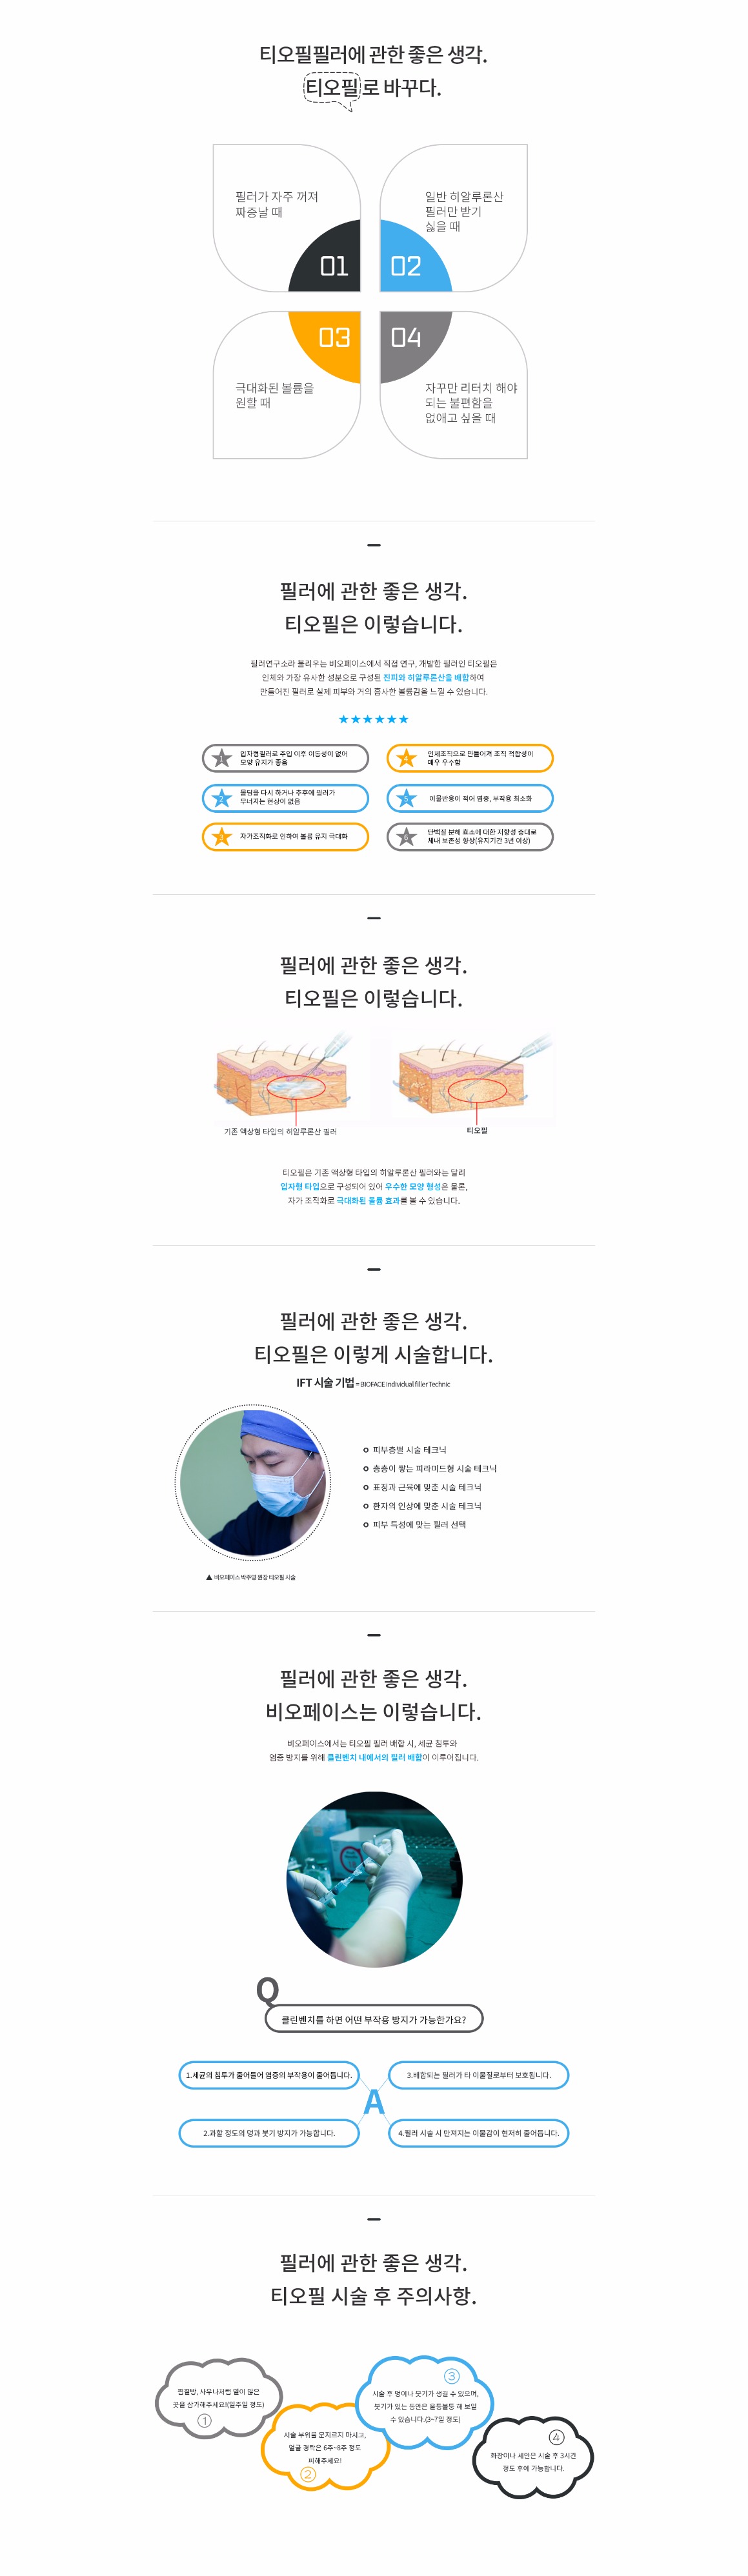 티오필필러에 관한 좋은 생각.
티오필로 바꾸다.
필러가 자주 꺼져
짜증날 때
01
일반 히알루론산
필러만 받기
싫을 때
02
03
극대화된 볼륨을
원할 때
04
자꾸만 리터치 해야
되는 불편함을
없애고 싶을 때
필러에 관한 좋은 생각.
티오필은 이렇습니다.
필러연구소라 불리우는 비오페이스에서 직접 연구, 개발한 필러인 티오필은
인체와 가장 유사한 성분으로 구성된 진피와 히알루론산을 배합하여
만들어진 필러로 실제 피부와 거의 흡사한 볼륨감을 느낄 수 있습니다.
1
입자형필러로 주입 이후 이동성이 없어
모양 유지가 좋음
4
인체조직으로 만들어져 조직 적합성이
매우 우수함
2
몰딩을 다시 하거나 추후에 필러가
무너지는 현상이 없음
5
이물반응이 적어 염증, 부작용 최소화
3
자가조직화로 인하여 볼륨 유지 극대화
6
단백질 분해 효소에 대한 저항성 증대로
체내 보존성 향상(유지기간 3년 이상)
필러에 관한 좋은 생각.
티오필은 이렇습니다.
기존 액상형 타입의 히알루론산 필러
티오필
티오필은 기존 액상형 타입의 히알루론산 필러와는 달리
입자형 타입으로 구성되어 있어 우수한 모양 형성은 물론,
자가 조직화로 극대화된 볼륨 효과를 볼 수 있습니다.
필러에 관한 좋은 생각.
티오필은 이렇게 시술합니다.
IFT 시술 기법 = BIOFACE Individual filler Technic
피부층별 시술 테크닉
층층이 쌓는 피라미드형 시술 테크닉
표정과 근육에 맞춘 시술 테크닉
환자의 인상에 맞춘 시술 테크닉
피부 특성에 맞는 필러 선택
▲ 비오페이스 박주영 원장 티오필 시술
필러에 관한 좋은 생각.
비오페이스는 이렇습니다.
비오페이스에서는 티오필 필러 배합 시, 세균 침투와
염증 방지를 위해 클린벤치 내에서의 필러 배합이 이루어집니다.
Q
클린벤치를 하면 어떤 부작용 방지가 가능한가요?
1.세균의 침투가 줄어들어 염증의 부작용이 줄어듭니다.
3.배합되는 필러가 타 이물질로부터 보호됩니다.
A
2.과할 정도의 멍과 붓기 방지가 가능합니다.
4.필러 시술 시 만져지는 이물감이 현저히 줄어듭니다.
필러에 관한 좋은 생각.
티오필 시술 후 주의사항.
찜질방, 사우나처럼 열이 많은
곳을 삼가해주세요!(일주일 정도)
1
시술 부위를 문지르지 마시고,
얼굴 경락은 6주~8주 정도
피해주세요!
2
3
시술 후 멍이나 붓기가 생길 수 있으며,
붓기가 있는 동안은 울퉁불퉁 해 보일
수 있습니다.(3~7일 정도)
4
화장이나 세안은 시술 후 3시간
정도 후에 가능합니다.